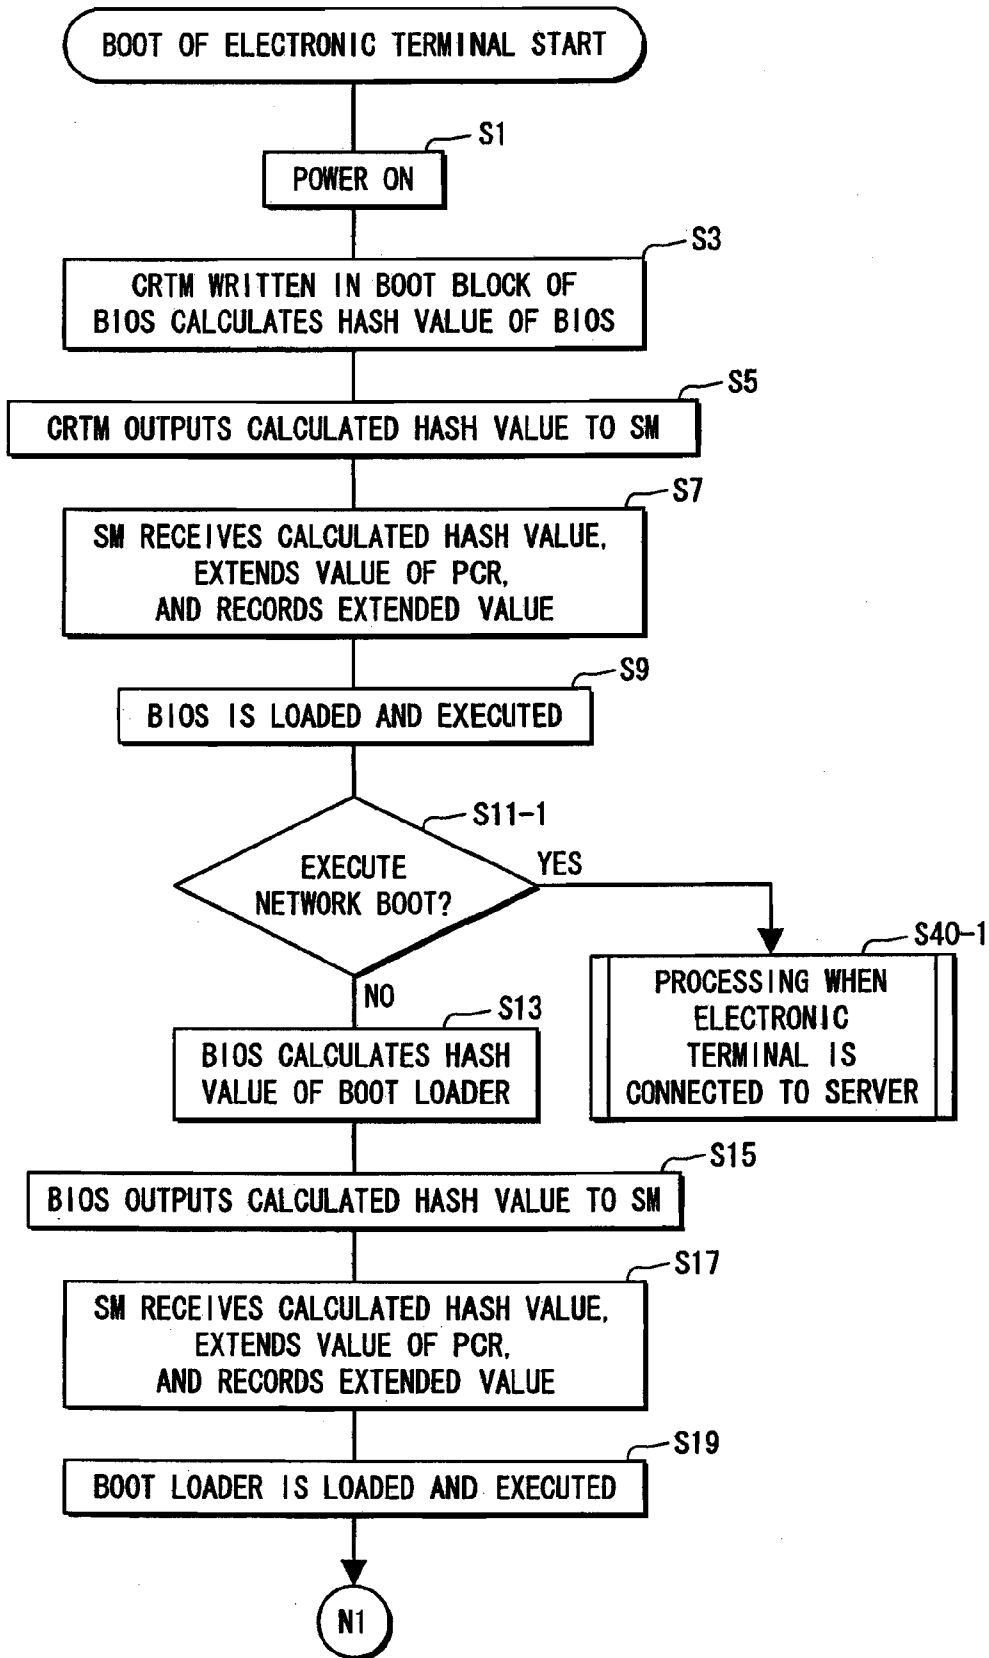 BOOT OF ELECTRONIC TERMINAL START
S1
POWER ON
S3
CRTM WRITTEN IN BOOT BLOCK OF
BIOS CALCULATES HASH VALUE OF BIOS
S5
CRTM OUTPUTS CALCULATED HASH VALUE TO SM
S7
SM RECEIVES CALCULATED HASH VALUE,
EXTENDS VALUE OF PCR,
AND RECORDS EXTENDED VALUE
S9
BIOS IS LOADED AND EXECUTED
S11-1
EXECUTE
NETWORK BOOT?
YES
S40-1
PROCESSING WHEN
ELECTRONIC
TERMINAL IS
CONNECTED TO SERVER
NO
S13
BIOS CALCULATES HASH
VALUE OF BOOT LOADER
S15
BIOS OUTPUTS CALCULATED HASH VALUE TO SM
S17
SM RECEIVES CALCULATED HASH VALUE,
EXTENDS VALUE OF PCR,
AND RECORDS EXTENDED VALUE
S19
BOOT LOADER IS LOADED AND EXECUTED
N1